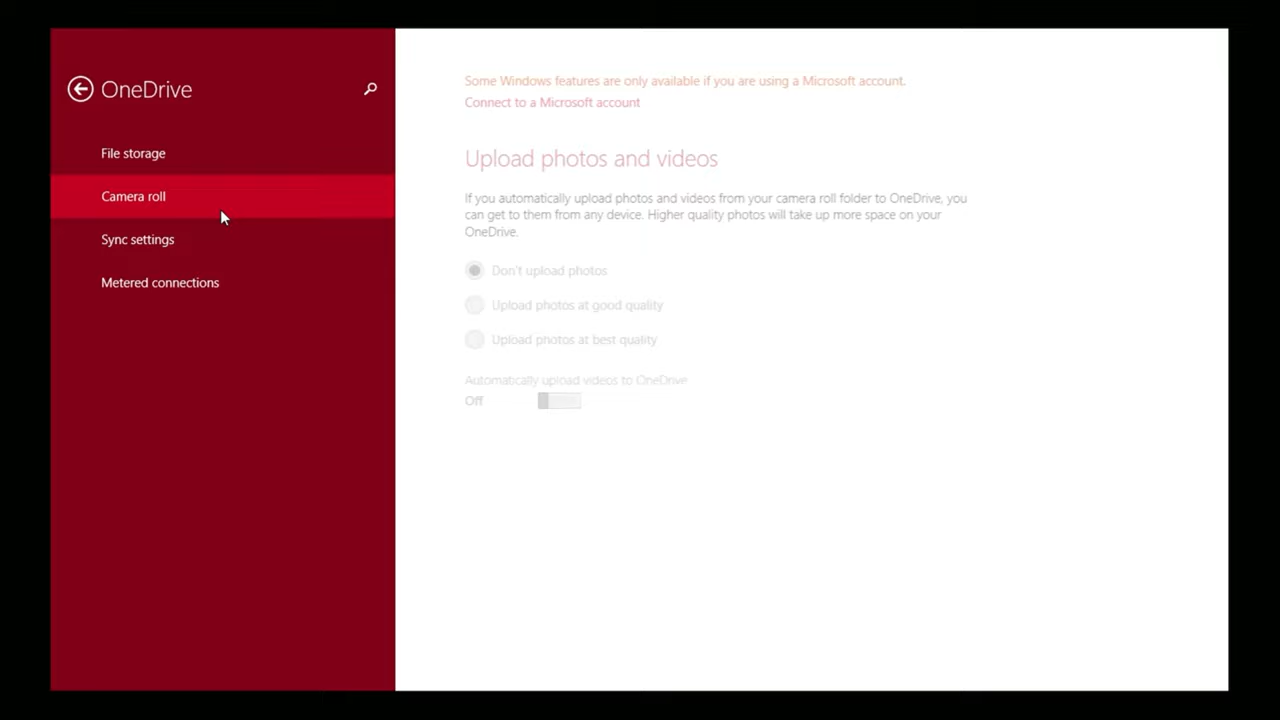 OneDrive
File storage
Camera roll
Sync settings
Metered connections
Some Windows features are only available if you are using a Microsoft account.
Connect to a Microsoft account
Upload photos and videos
If you automatically upload photos and videos from your camera roll folder to OneDrive, you
can get to them from any device. Higher quality photos will take up more space on your
OneDrive.
Don't upload photos
Upload photos at good quality
Upload photos at best quality
Automatically upload videos to OneDrive
Off